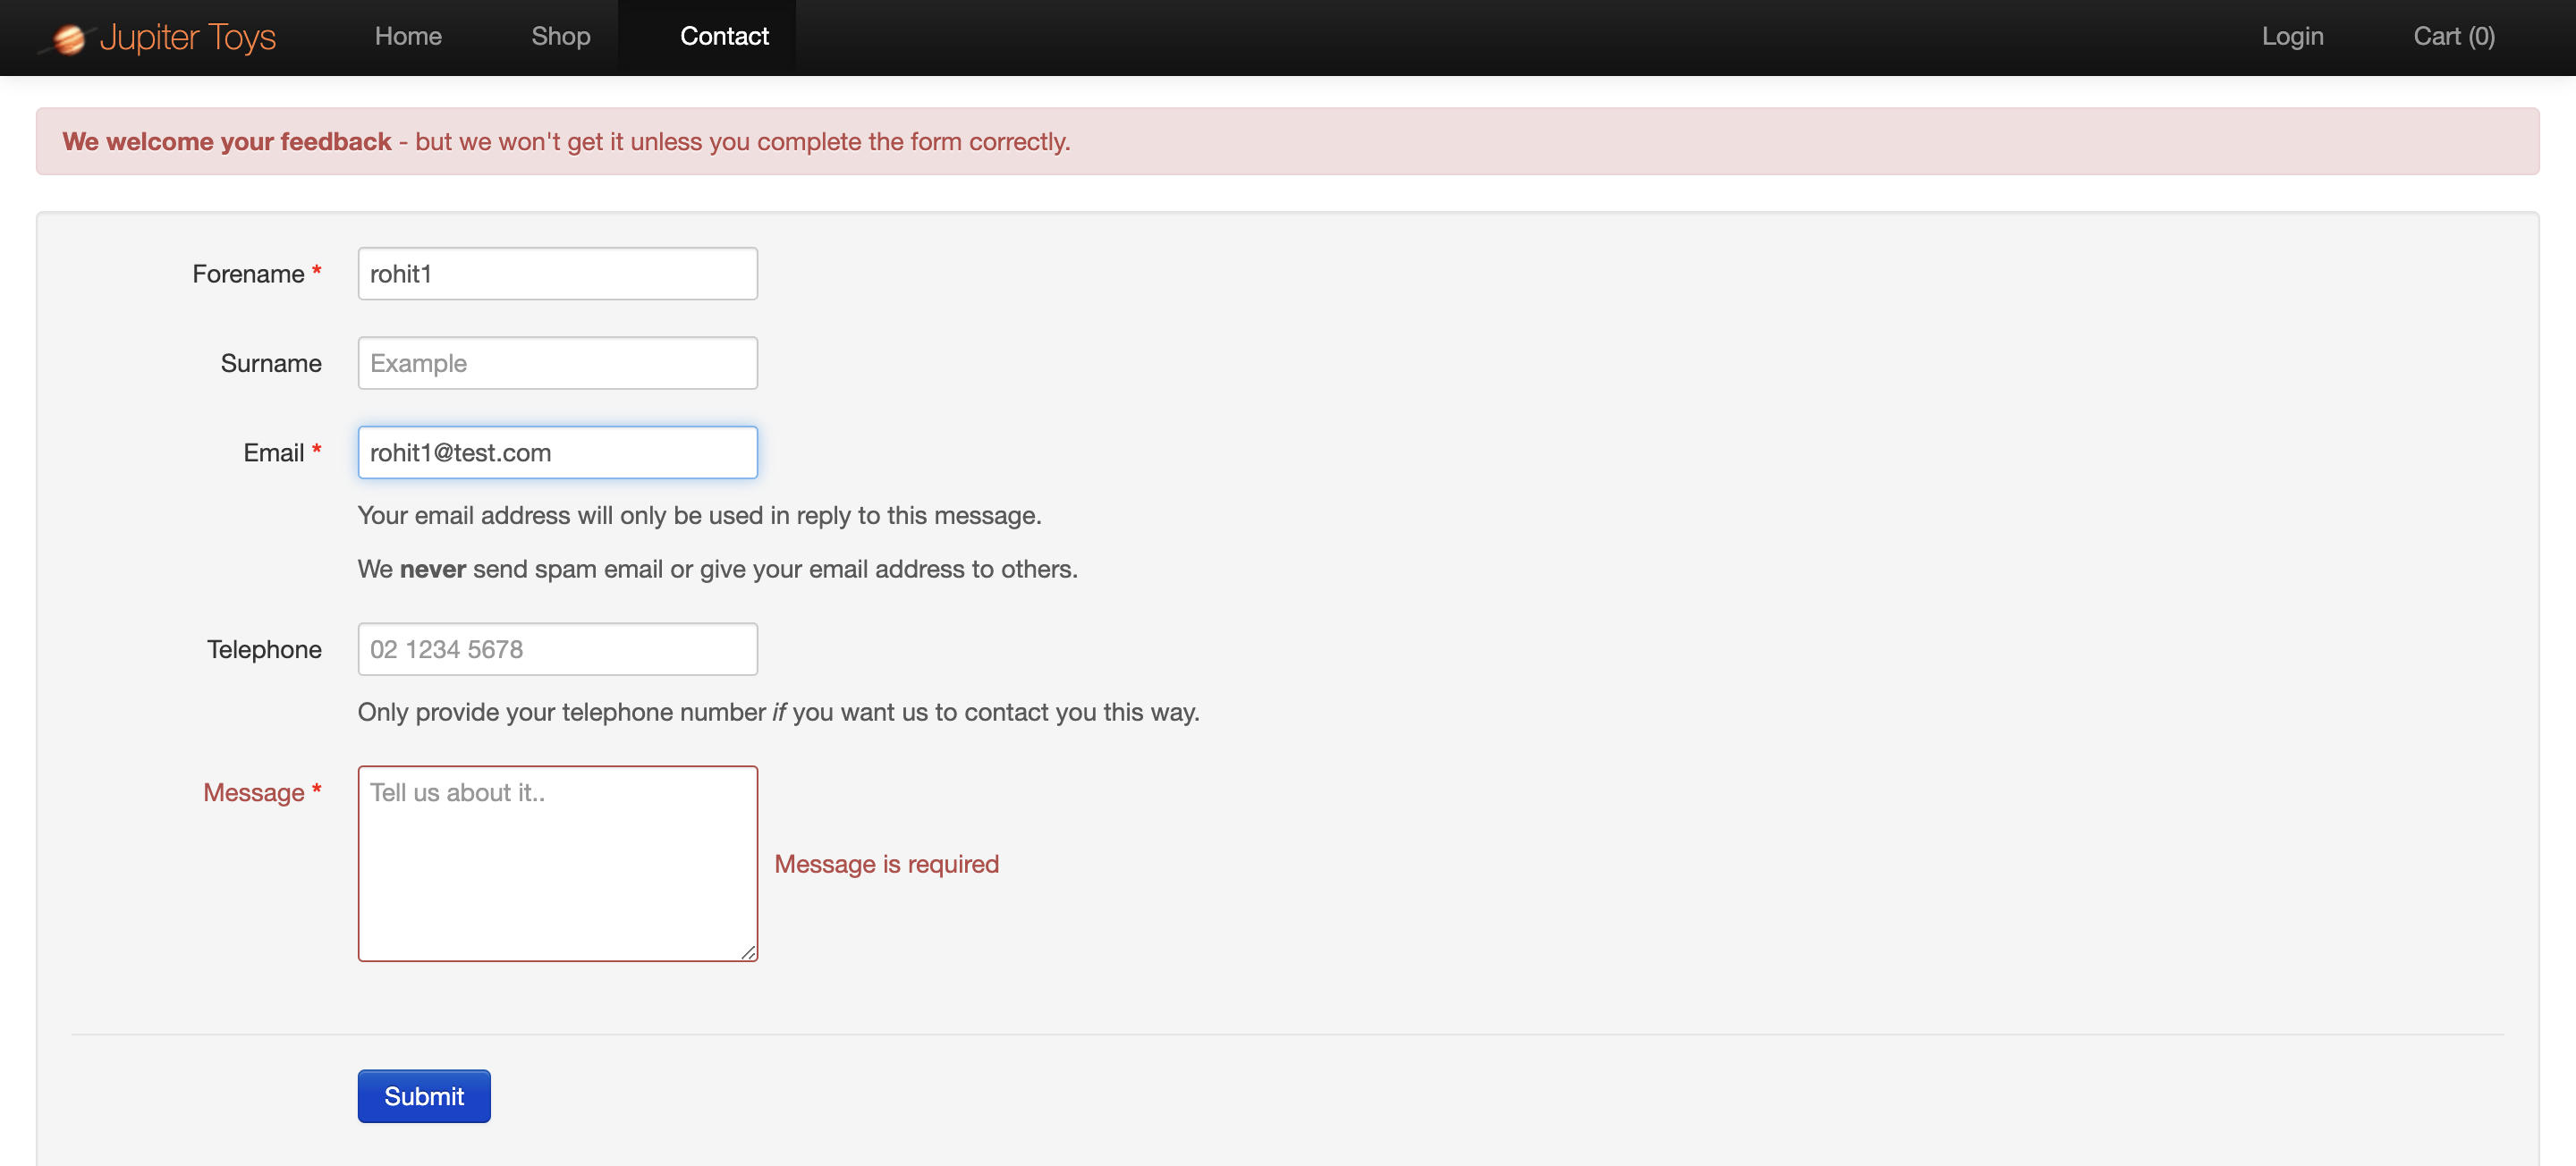 Jupiter Toys Home Shop Contact Login Cart (0)
We welcome your feedback - but we won't get it unless you complete the form correctly.
Forename * rohit1
Surname Example
Email * rohit1@test.com
Your email address will only be used in reply to this message.
We never send spam email or give your email address to others.
Telephone 02 1234 5678
Only provide your telephone number if you want us to contact you this way.
Message * Tell us about it..
Message is required
Submit